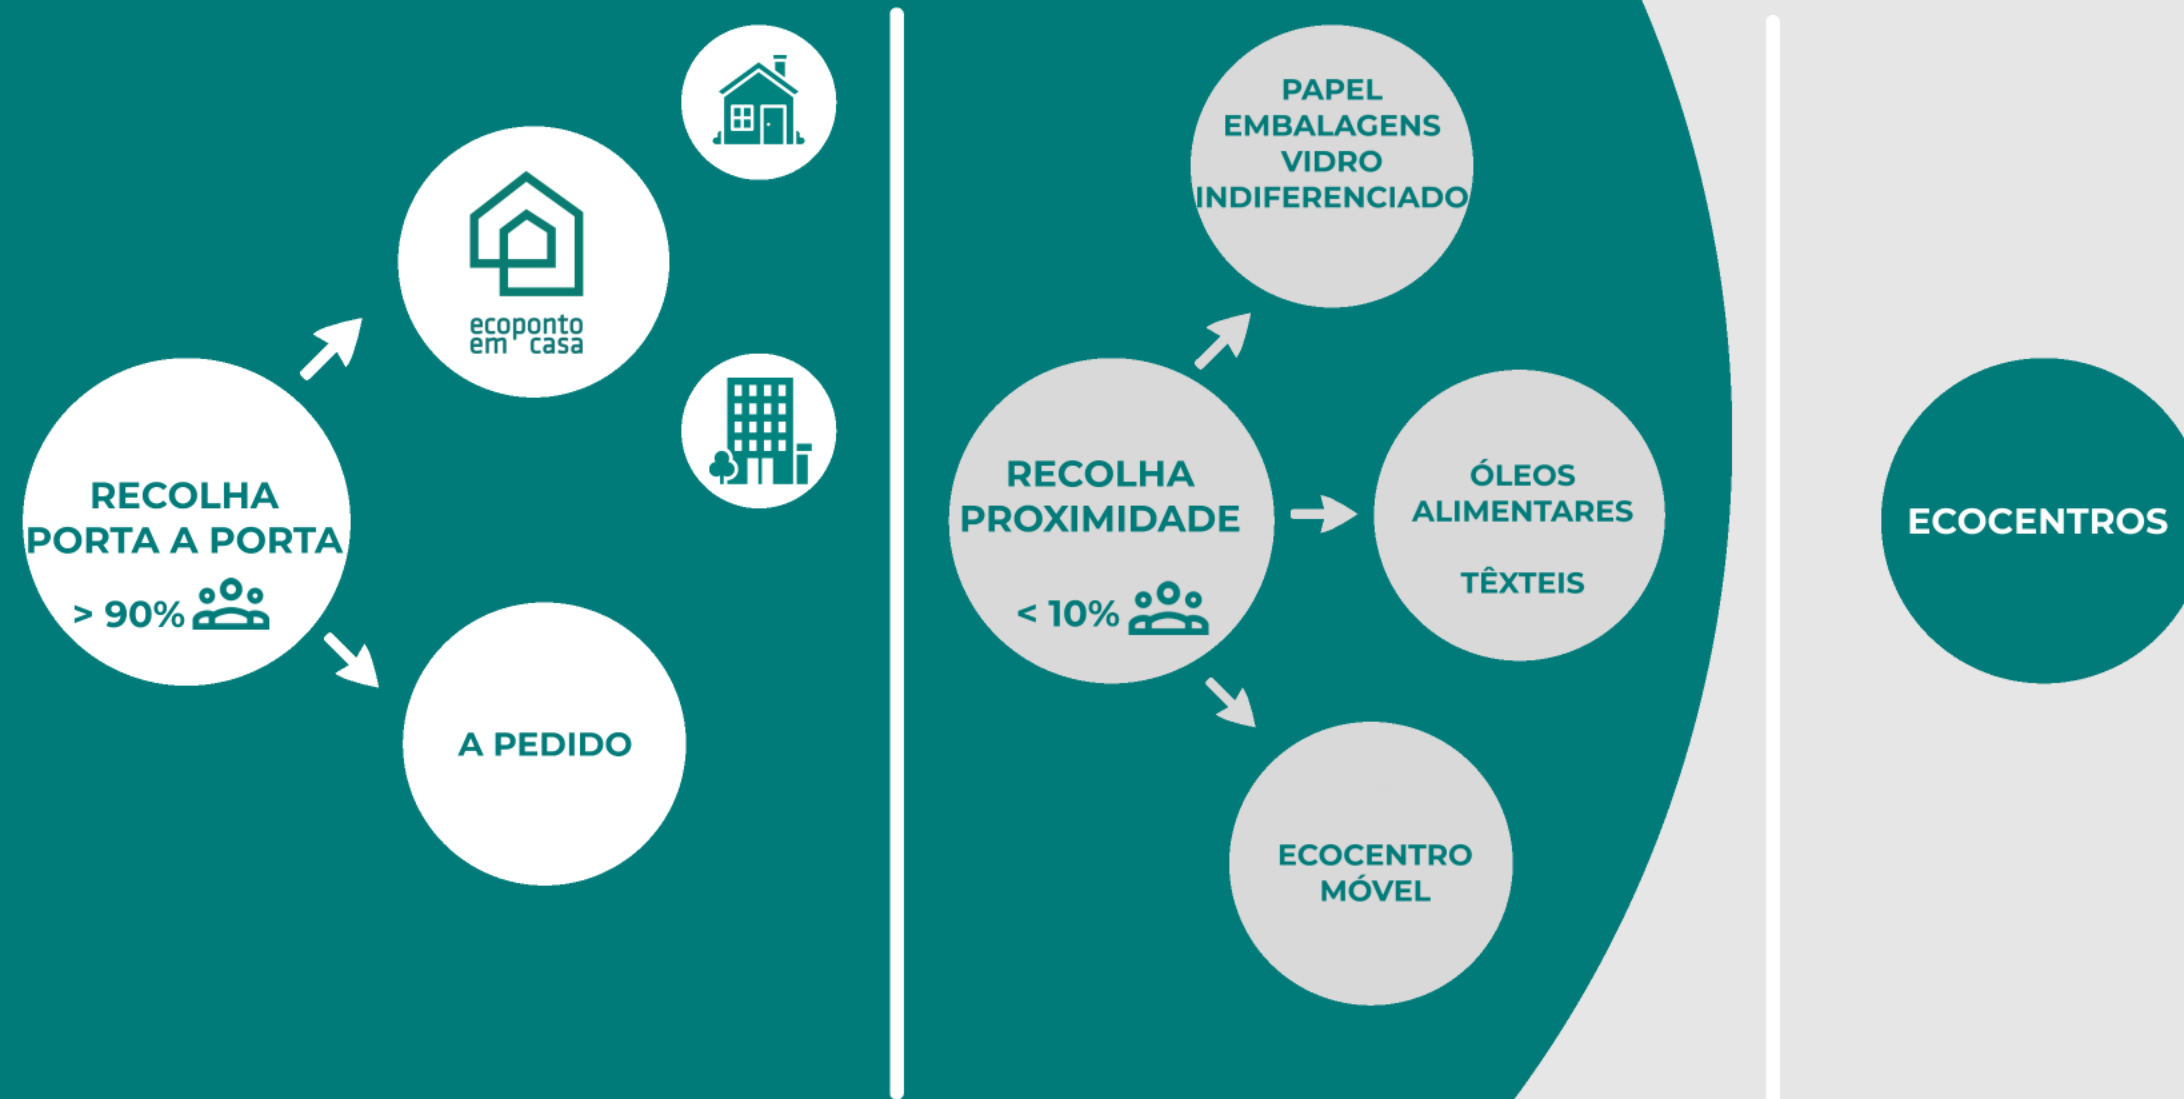 RECOLHA
PORTA A PORTA
> 90%
ecoponto
em casa
A PEDIDO
RECOLHA
PROXIMIDADE
< 10%
PAPEL
EMBALAGENS
VIDRO
INDIFERENCIADO
ÓLEOS
ALIMENTARES
TÊXTEIS
ECOCENTRO
MÓVEL
ECOCENTROS